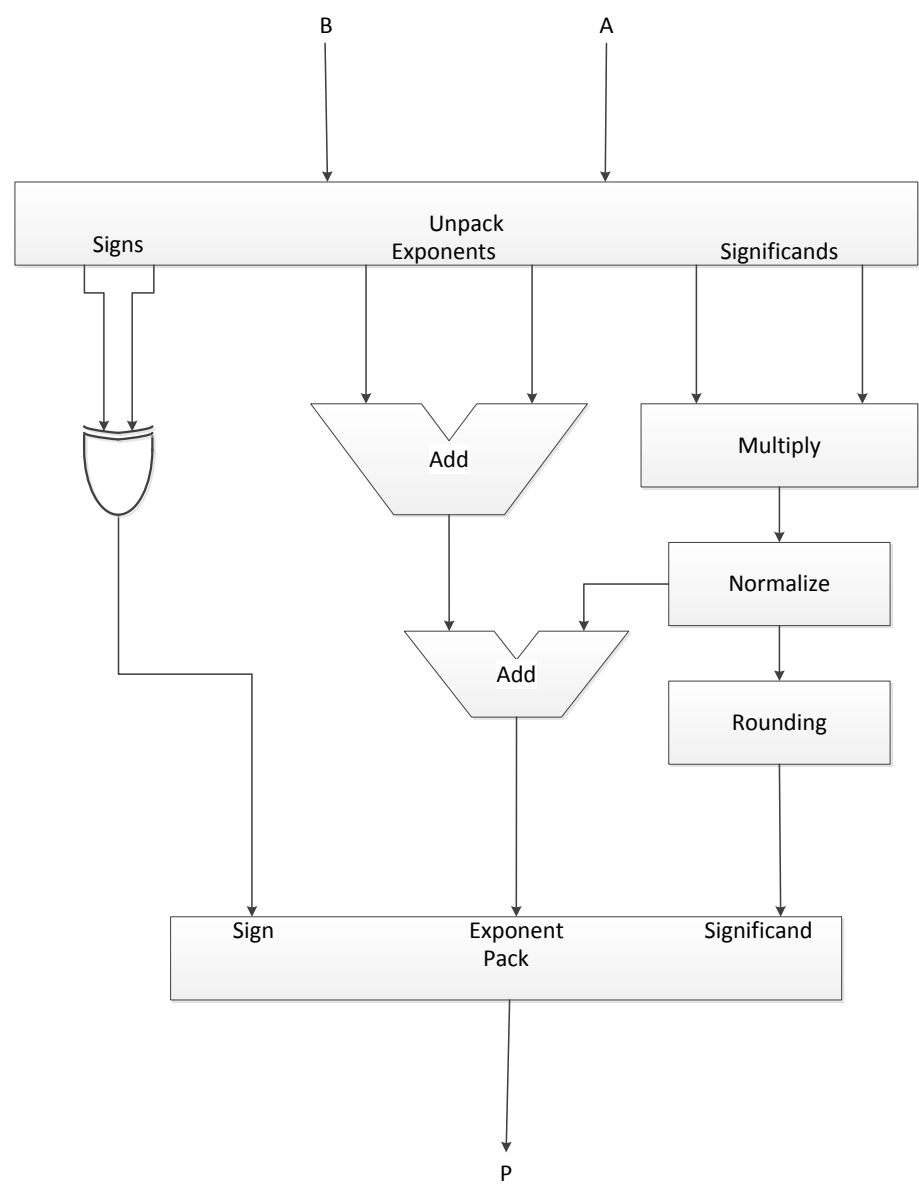 B
A
Unpack
Signs
Exponents
Significands
Add
Multiply
Normalize
Add
Rounding
Sign
Exponent
Significand
Pack
P